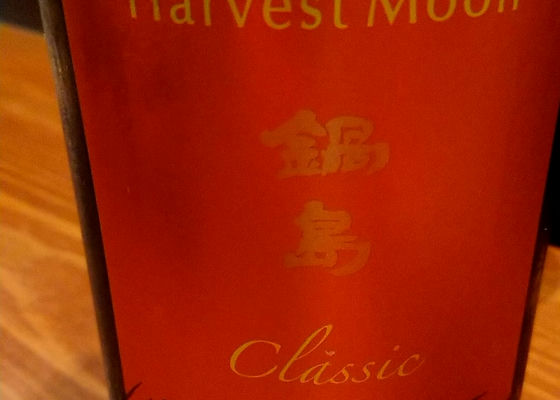 Harvest Moon
鍋
島
Classic